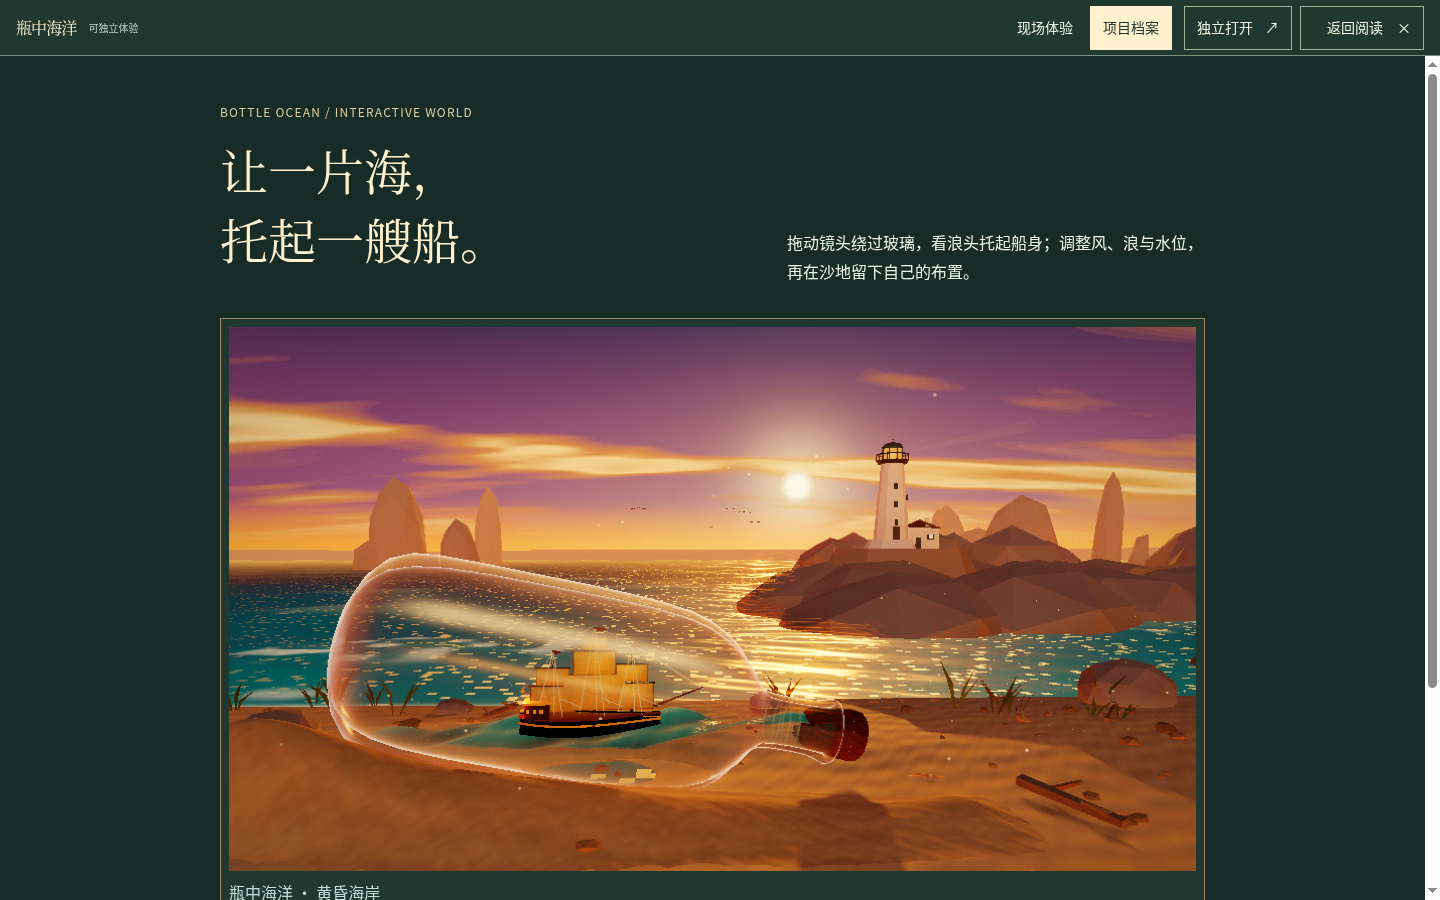 瓶中海洋
可独立体验
现场体验
项目档案
独立打开 ↗
返回阅读 ×
BOTTLE OCEAN / INTERACTIVE WORLD
让一片海，
托起一艘船。
拖动镜头绕过玻璃，看浪头托起船身；调整风、浪与水位，
再在沙地留下自己的布置。
瓶中海洋 · 黄昏海岸